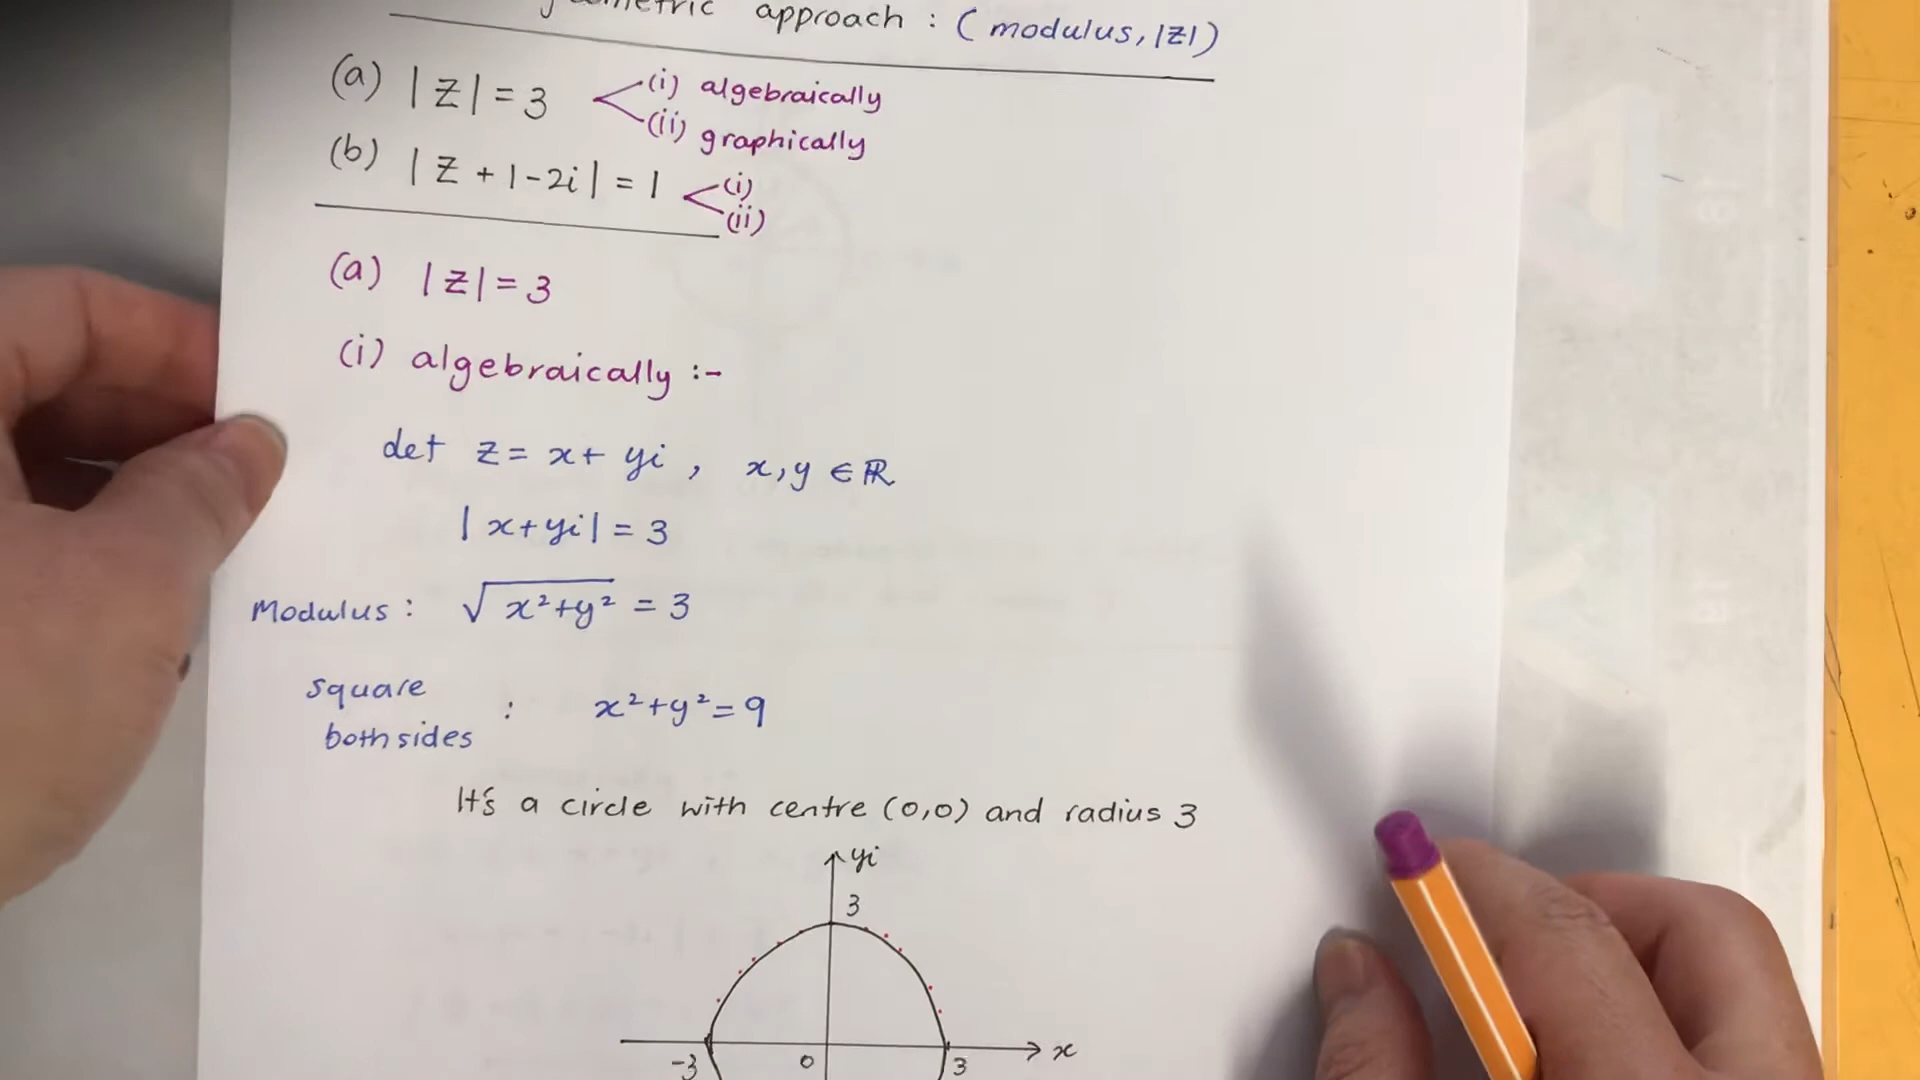 approach : (modulus, |z|)
(a) |z| = 3 (i) algebraically
(ii) graphically
(b) |z + 1 - 2i| = 1 (i)
(ii)
(a) |z| = 3
(i) algebraically :-
Let z = x + yi , x, y ∈ ℝ
|x + yi| = 3
Modulus : √(x²+y²) = 3
square
both sides : x²+y² = 9
It's a circle with centre (0,0) and radius 3
yi
3
-3 0 3 x